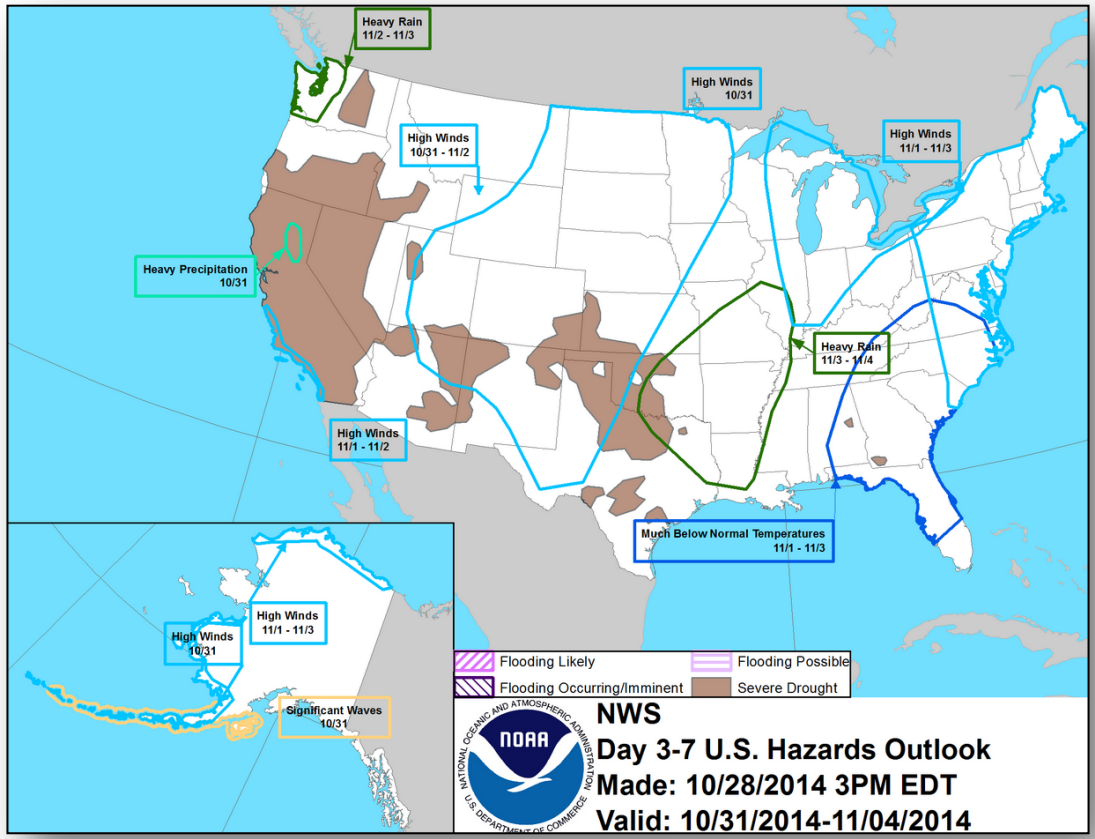 Heavy Rain
11/2 - 11/3
High Winds
10/31
High Winds
10/31 - 11/2
High Winds
11/1 - 11/3
Heavy Precipitation
10/31
Heavy Rain
11/3 - 11/4
High Winds
11/1 - 11/2
Much Below Normal Temperatures
11/1 - 11/3
High Winds
11/1 - 11/3
High Winds
10/31
Significant Waves
10/31
Flooding Likely
Flooding Possible
Flooding Occurring/Imminent
Severe Drought
NATIONAL OCEANIC AND ATMOSPHERIC ADMINISTRATION
NOAA
U.S. DEPARTMENT OF COMMERCE
NWS
Day 3-7 U.S. Hazards Outlook
Made: 10/28/2014 3PM EDT
Valid: 10/31/2014-11/04/2014